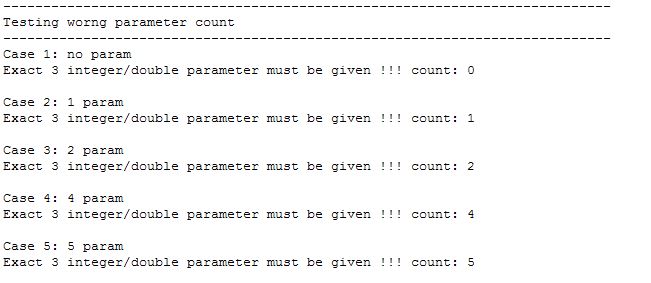 ----------------------------------------------------------------------------
Testing worng parameter count
----------------------------------------------------------------------------
Case 1: no param
Exact 3 integer/double parameter must be given !!! count: 0
Case 2: 1 param
Exact 3 integer/double parameter must be given !!! count: 1
Case 3: 2 param
Exact 3 integer/double parameter must be given !!! count: 2
Case 4: 4 param
Exact 3 integer/double parameter must be given !!! count: 4
Case 5: 5 param
Exact 3 integer/double parameter must be given !!! count: 5